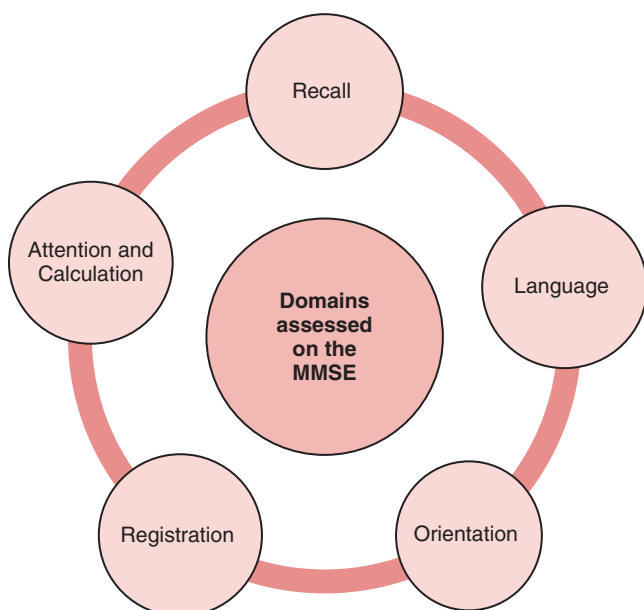 Recall
Attention and
Calculation
Language
Domains
assessed
on the
MMSE
Registration
Orientation